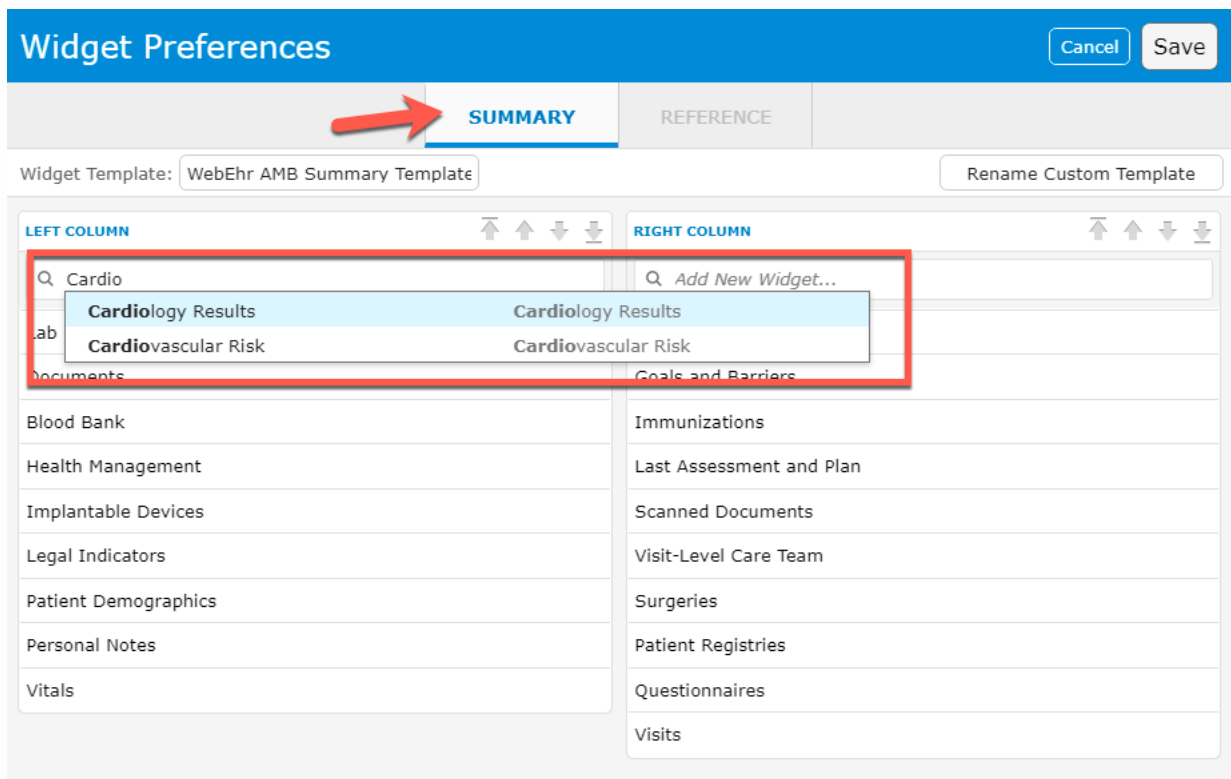 Widget Preferences
Cancel
Save
SUMMARY
REFERENCE
Widget Template: WebEhr AMB Summary Template
Rename Custom Template
LEFT COLUMN
RIGHT COLUMN
Cardio
Add New Widget...
Cardiology Results Cardiology Results
Cardiovascular Risk Cardiovascular Risk
Documents
Goals and Barriers
Blood Bank
Immunizations
Health Management
Last Assessment and Plan
Implantable Devices
Scanned Documents
Legal Indicators
Visit-Level Care Team
Patient Demographics
Surgeries
Personal Notes
Patient Registries
Vitals
Questionnaires
Visits